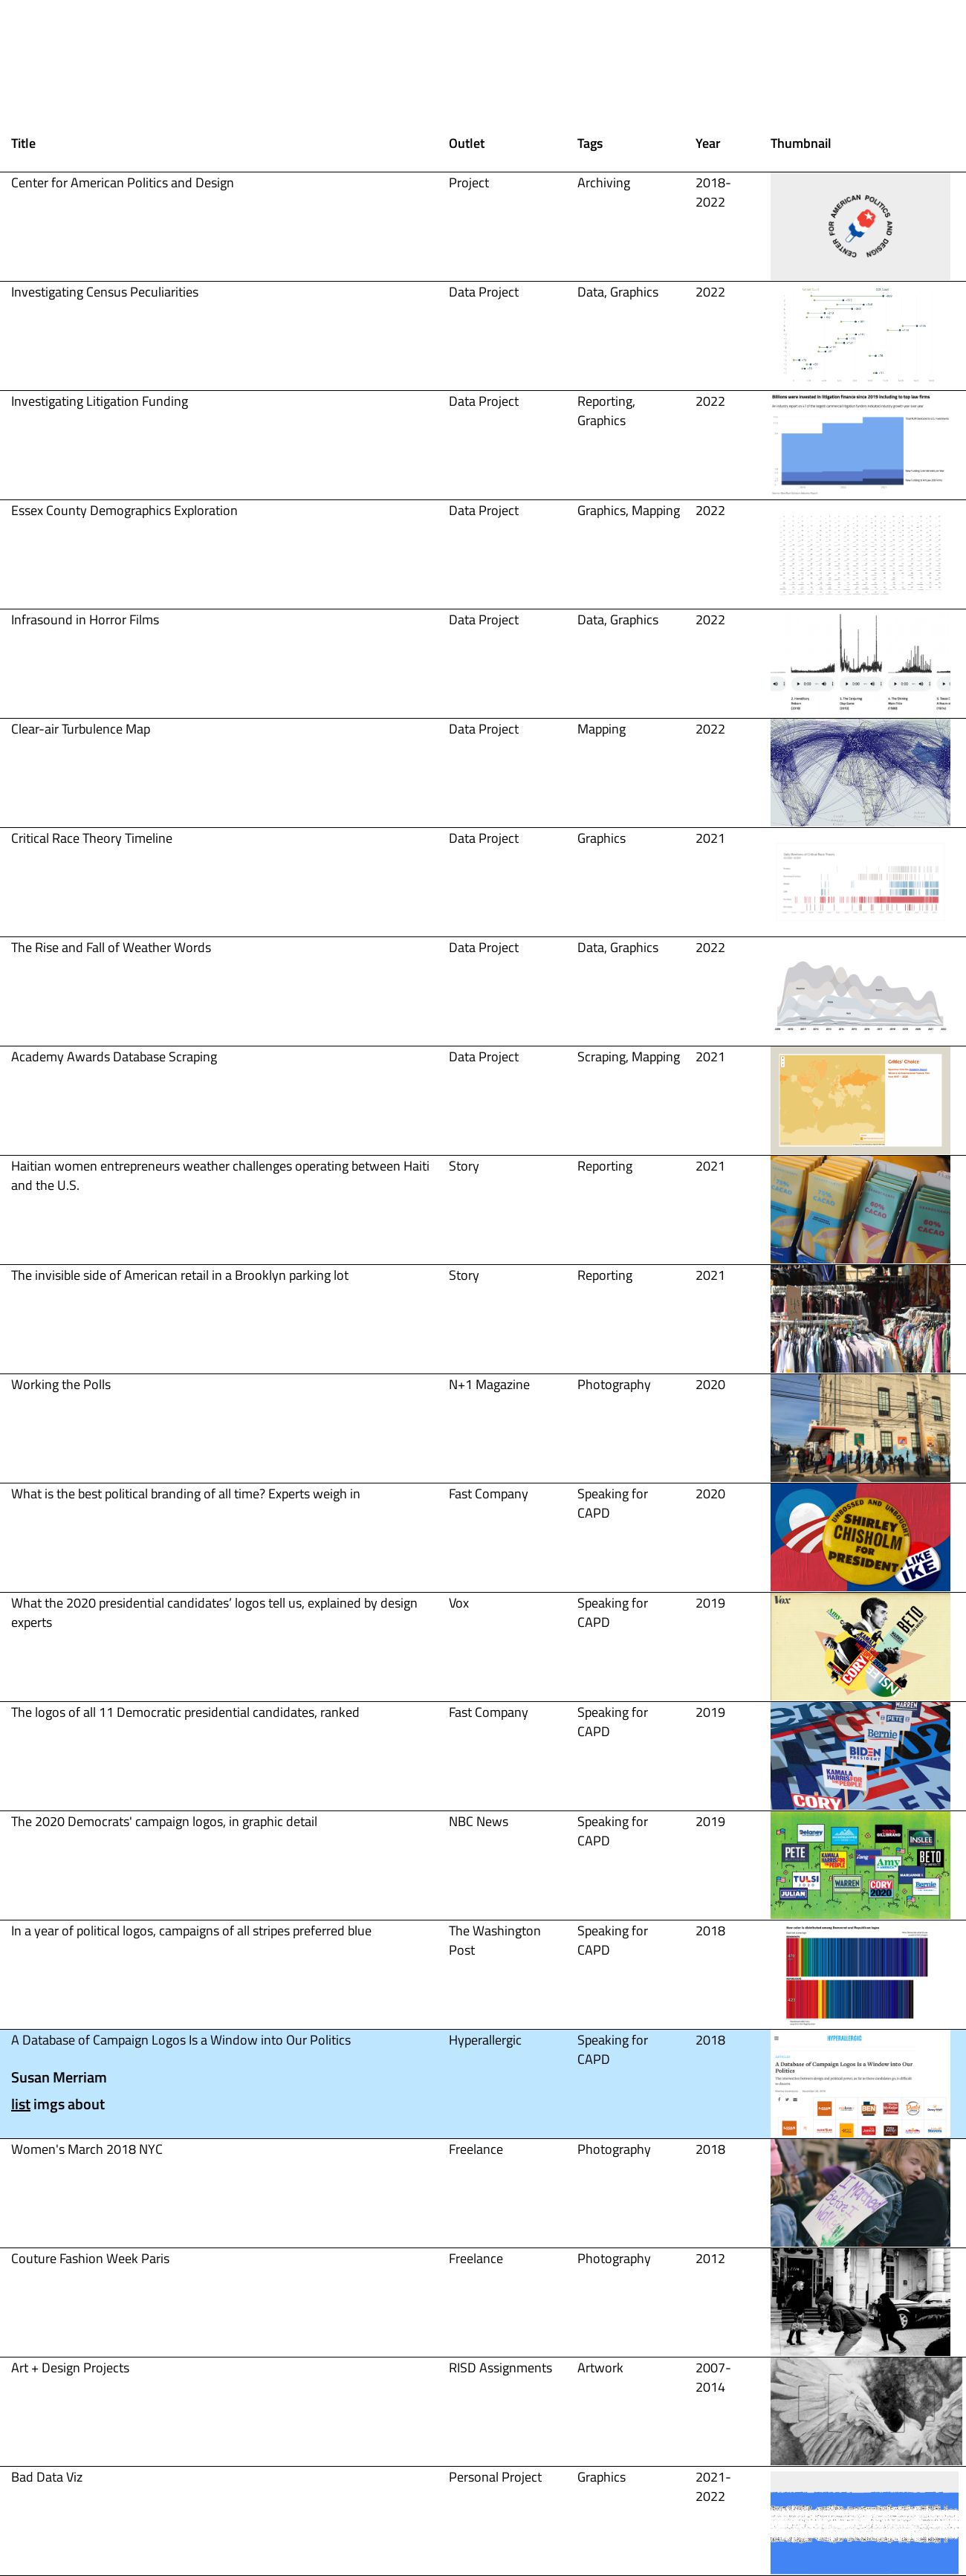 Title Outlet Tags Year Thumbnail
Center for American Politics and Design Project Archiving 2018-
2022
CENTER FOR AMERICAN POLITICS AND DESIGN
Investigating Census Peculiarities Data Project Data, Graphics 2022
Investigating Litigation Funding Data Project Reporting, 2022
Graphics
Billions were invested in litigation finance since 2019 including to top law firms
Essex County Demographics Exploration Data Project Graphics, Mapping 2022
Infrasound in Horror Films Data Project Data, Graphics 2022
Clear-air Turbulence Map Data Project Mapping 2022
Critical Race Theory Timeline Data Project Graphics 2021
The Rise and Fall of Weather Words Data Project Data, Graphics 2022
Academy Awards Database Scraping Data Project Scraping, Mapping 2021
Critics' Choice
Haitian women entrepreneurs weather challenges operating between Haiti Story Reporting 2021
and the U.S.
75% CACAO
70% CACAO
60% CACAO
80% CACAO
The invisible side of American retail in a Brooklyn parking lot Story Reporting 2021
Working the Polls N+1 Magazine Photography 2020
What is the best political branding of all time? Experts weigh in Fast Company Speaking for 2020
CAPD
UNBOSSED AND UNBOUGHT
SHIRLEY
CHISHOLM
FOR
PRESIDENT
I LIKE
IKE
What the 2020 presidential candidates’ logos tell us, explained by design Vox Speaking for 2019
experts CAPD
Vox
Amy
BETO
CORY
The logos of all 11 Democratic presidential candidates, ranked Fast Company Speaking for 2019
CAPD
WARREN
PETE
Bernie
BIDEN
PRESIDENT
KAMALA
HARRIS FOR
THE PEOPLE
CORY
The 2020 Democrats' campaign logos, in graphic detail NBC News Speaking for 2019
CAPD
Delaney
GILLIBRAND
INSLEE
PETE
KAMALA
HARRIS FOR
THE PEOPLE
Amy
BETO
TULSI
WARREN
CORY
2020
Bernie
JULIAN
In a year of political logos, campaigns of all stripes preferred blue The Washington Speaking for 2018
Post CAPD
A Database of Campaign Logos Is a Window into Our Politics Hyperallergic Speaking for 2018
CAPD
HYPERALLERGIC
A Database of Campaign Logos Is a Window into Our
Politics
Susan Merriam
list imgs about
Women's March 2018 NYC Freelance Photography 2018
I Marched
Before I
Couture Fashion Week Paris Freelance Photography 2012
Art + Design Projects RISD Assignments Artwork 2007-
2014
Bad Data Viz Personal Project Graphics 2021-
2022